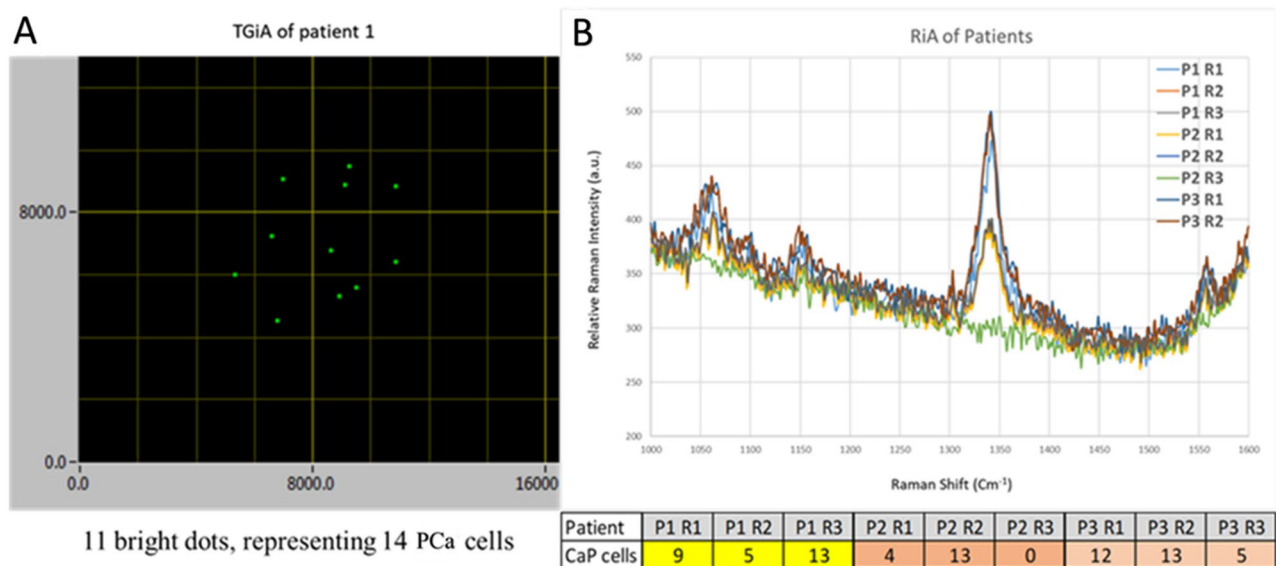 A
TGiA of patient 1
8000.0
0.0
0.0 8000.0 16000
11 bright dots, representing 14 PCa cells
B
RiA of Patients
Relative Raman Intensity (a.u.)
550
500
450
400
350
300
250
200
P1 R1
P1 R2
P1 R3
P2 R1
P2 R2
P2 R3
P3 R1
P3 R2
1000 1050 1100 1150 1200 1250 1300 1350 1400 1450 1500 1550 1600
Raman Shift (Cm⁻¹)
Patient P1 R1 P1 R2 P1 R3 P2 R1 P2 R2 P2 R3 P3 R1 P3 R2 P3 R3
CaP cells 9 5 13 4 13 0 12 13 5